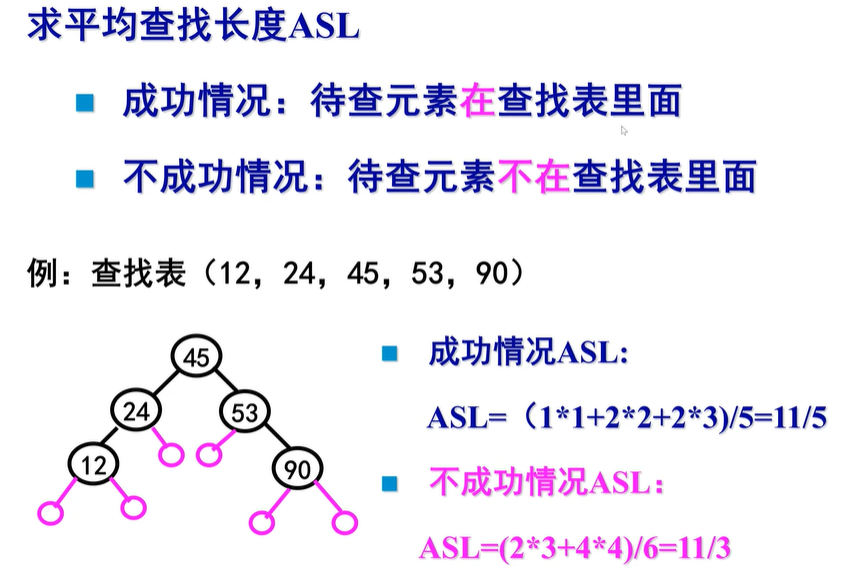 求平均查找长度ASL
成功情况：待查元素在查找表里面
不成功情况：待查元素不在查找表里面
例：查找表（12，24，45，53，90）
45
24
53
12
90
成功情况ASL:
ASL=（1*1+2*2+2*3)/5=11/5
不成功情况ASL：
ASL=(2*3+4*4)/6=11/3